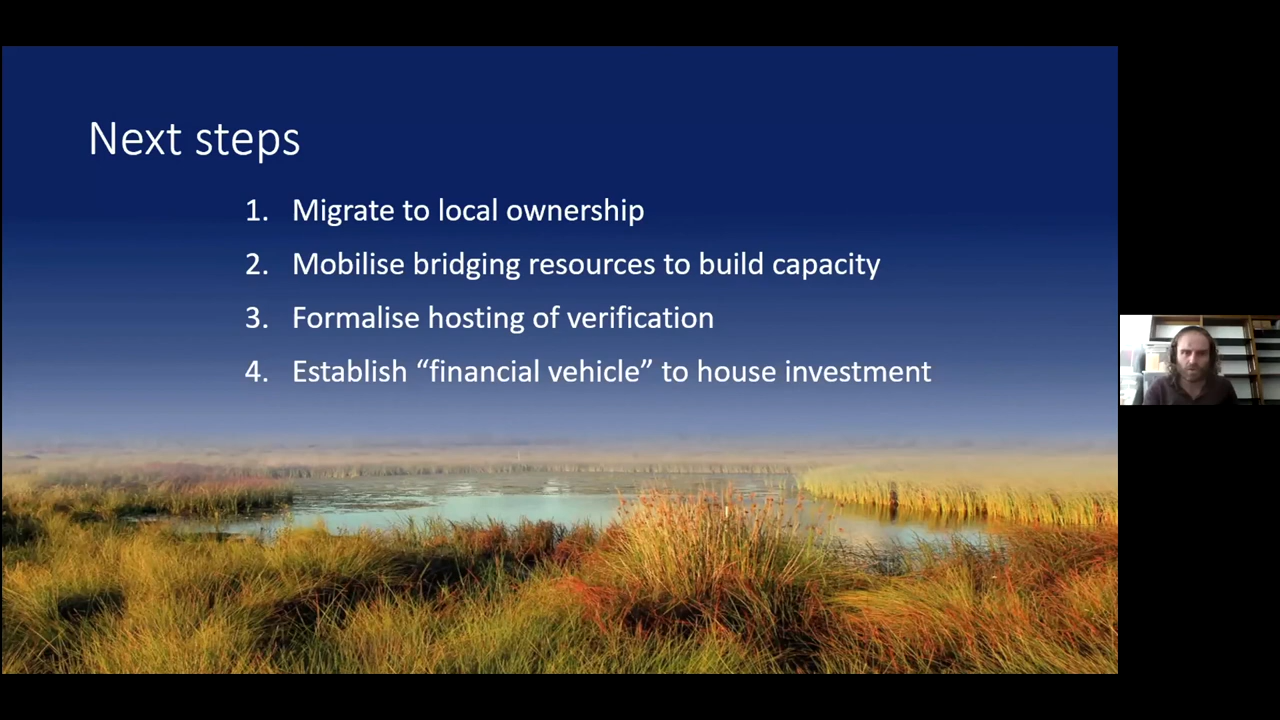 Next steps
1. Migrate to local ownership
2. Mobilise bridging resources to build capacity
3. Formalise hosting of verification
4. Establish “financial vehicle” to house investment